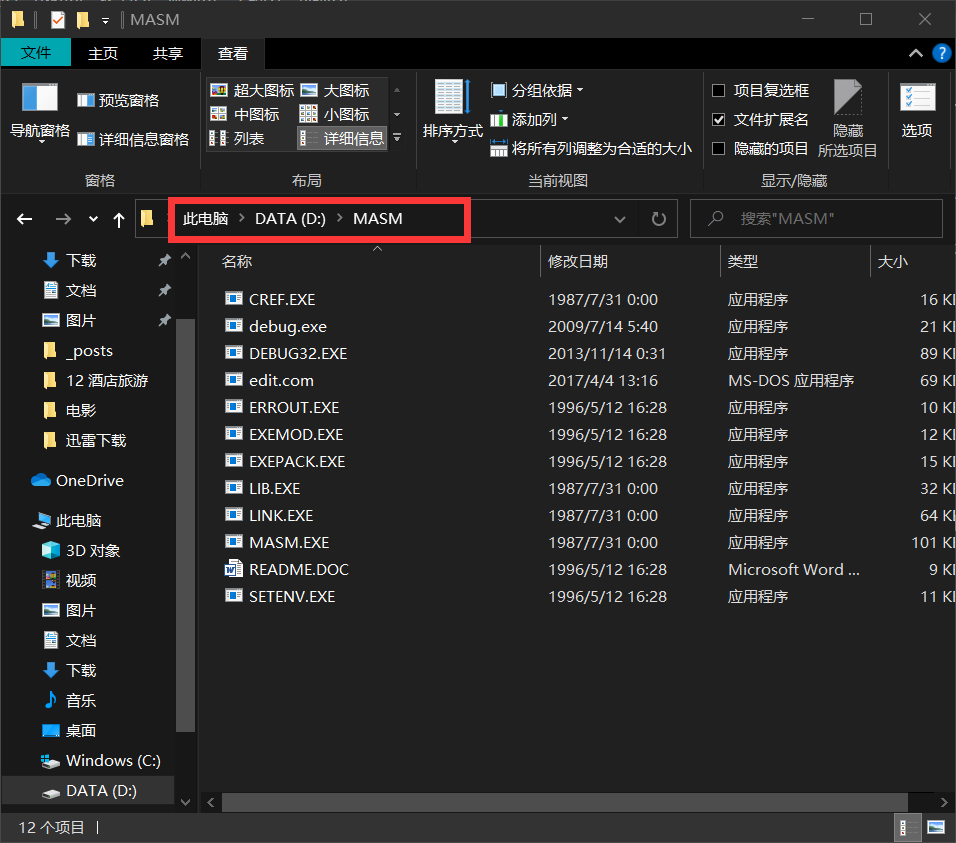 MASM
文件 主页 共享 查看
导航窗格 预览窗格 详细信息窗格
窗格
超大图标 大图标
中图标 小图标
列表 详细信息
布局
排序方式 分组依据 添加列 将所有列调整为合适的大小
当前视图
项目复选框
文件扩展名
隐藏的项目
隐藏
所选项目
显示/隐藏
选项
此电脑 > DATA (D:) > MASM
搜索"MASM"
下载
文档
图片
_posts
12 酒店旅游
电影
迅雷下载
OneDrive
此电脑
3D 对象
视频
图片
文档
下载
音乐
桌面
Windows (C:)
DATA (D:)
名称 修改日期 类型 大小
CREF.EXE 1987/7/31 0:00 应用程序 16
debug.exe 2009/7/14 5:40 应用程序 21
DEBUG32.EXE 2013/11/14 0:31 应用程序 89
edit.com 2017/4/4 13:16 MS-DOS 应用程序 69
ERROUT.EXE 1996/5/12 16:28 应用程序 10
EXEMOD.EXE 1996/5/12 16:28 应用程序 12
EXEPACK.EXE 1996/5/12 16:28 应用程序 15
LIB.EXE 1987/7/31 0:00 应用程序 32
LINK.EXE 1987/7/31 0:00 应用程序 64
MASM.EXE 1987/7/31 0:00 应用程序 101
README.DOC 1996/5/12 16:28 Microsoft Word ... 9
SETENV.EXE 1996/5/12 16:28 应用程序 11
12 个项目